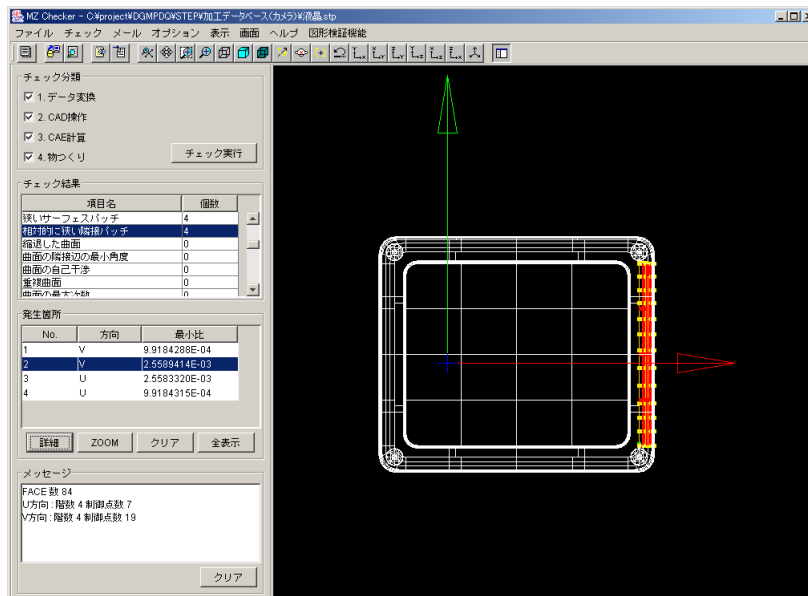 MZ Checker - C:¥project¥DGMPDQ¥STEP¥加工データベース(カメラ)¥液晶.stp
ファイル チェック メール オプション 表示 画面 ヘルプ 図形検証機能
チェック分類
1. データ変換
2. CAD操作
3. CAE計算
4. 物つくり
チェック実行
チェック結果
項目名 個数
狭いサーフェスパッチ 4
相対的に狭い隣接パッチ 4
縮退した曲面 0
曲面の隣接辺の最小角度 0
曲面の自己干渉 0
重複曲面 0
曲面の最大次数 0
発生箇所
No. 方向 最小比
1 V 9.9184288E-04
2 V 2.5589414E-03
3 U 2.5583320E-03
4 U 9.9184315E-04
詳細 ZOOM クリア 全表示
メッセージ
FACE 数 84
U方向 : 階数 4 制御点数 7
V方向 : 階数 4 制御点数 19
クリア